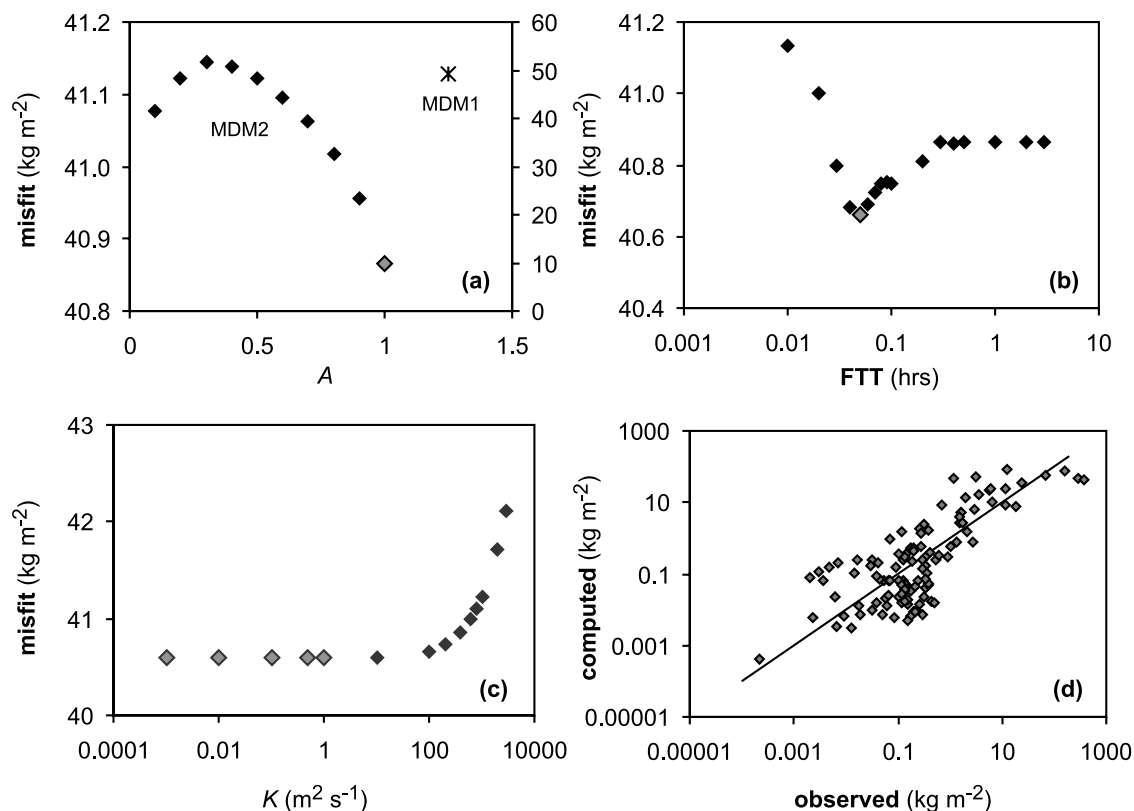 41.2
41.1
41.0
40.9
40.8
misfit (kg m-2)
60
50
40
30
20
10
0
MDM1
MDM2
(a)
0 0.5 1 1.5
A
41.2
41.0
40.8
40.6
40.4
misfit (kg m-2)
(b)
0.001 0.01 0.1 1 10
FTT (hrs)
43
42
41
40
misfit (kg m-2)
(c)
0.0001 0.01 1 100 10000
K (m2 s-1)
1000
10
0.1
0.001
0.00001
computed (kg m-2)
(d)
0.00001 0.001 0.1 10 1000
observed (kg m-2)